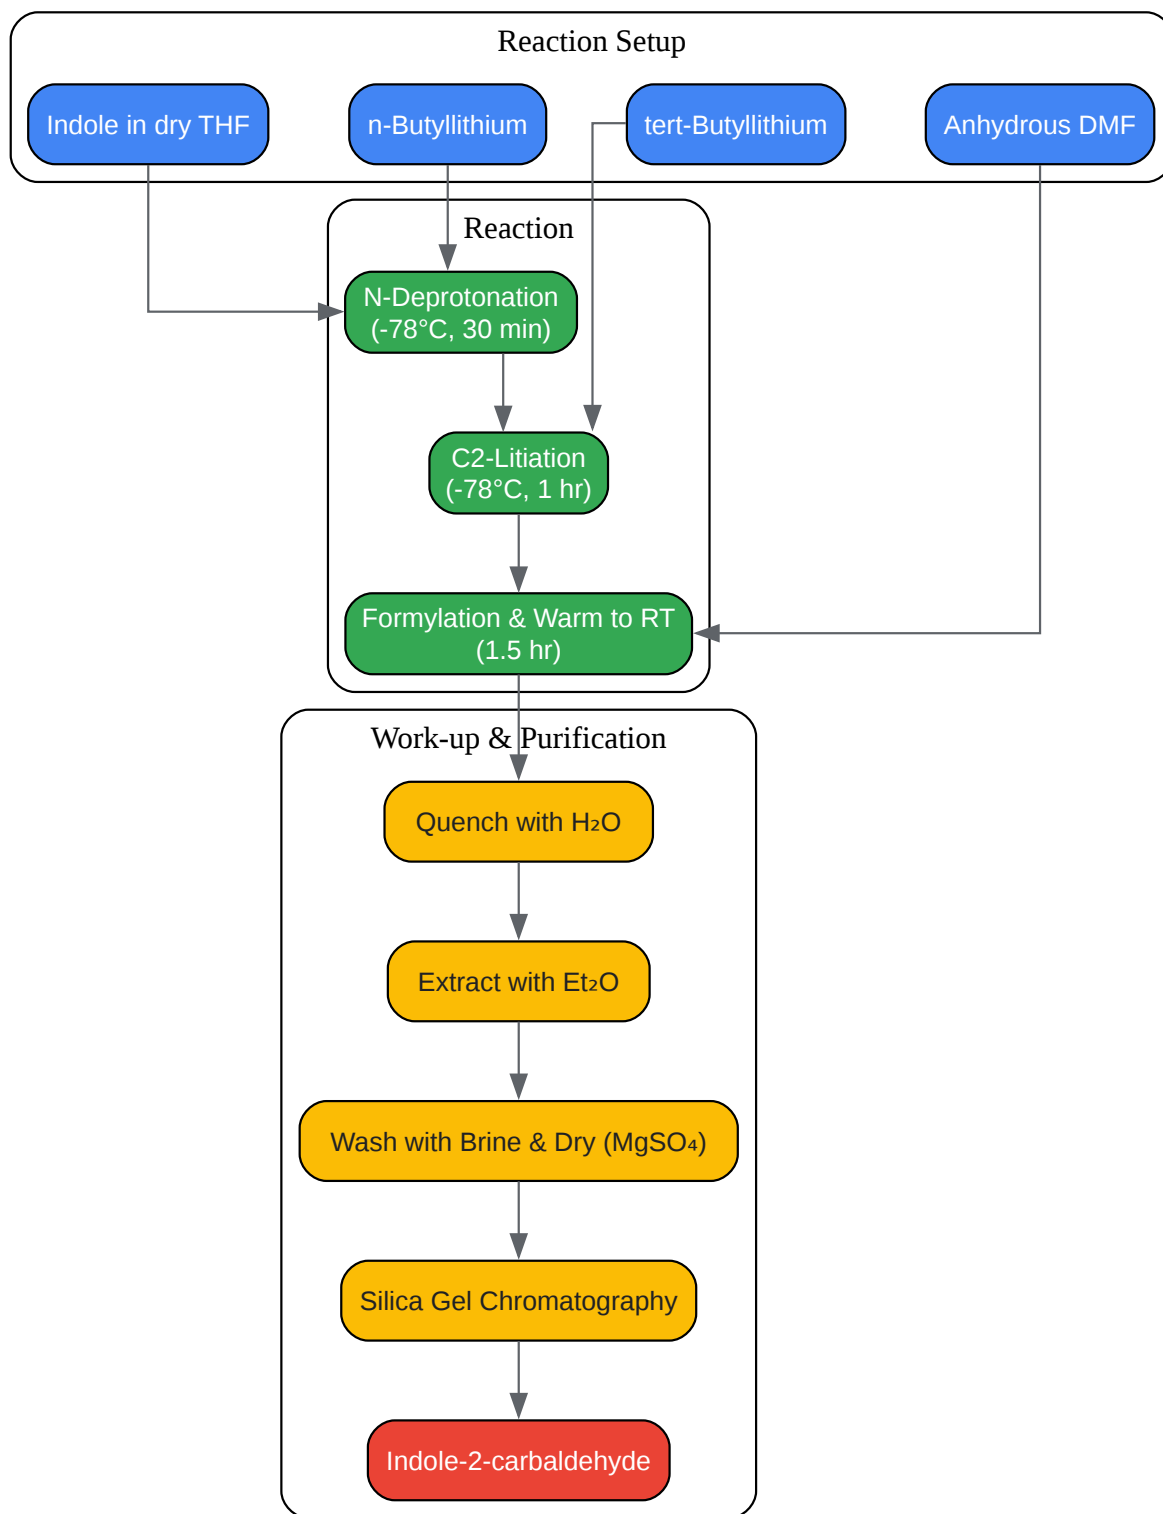 Reaction Setup
Indole in dry THF
n-Butyllithium
tert-Butyllithium
Anhydrous DMF
Reaction
N-Deprotonation
(-78°C, 30 min)
C2-Litiation
(-78°C, 1 hr)
Formylation & Warm to RT
(1.5 hr)
Work-up & Purification
Quench with H₂O
Extract with Et₂O
Wash with Brine & Dry (MgSO₄)
Silica Gel Chromatography
Indole-2-carbaldehyde